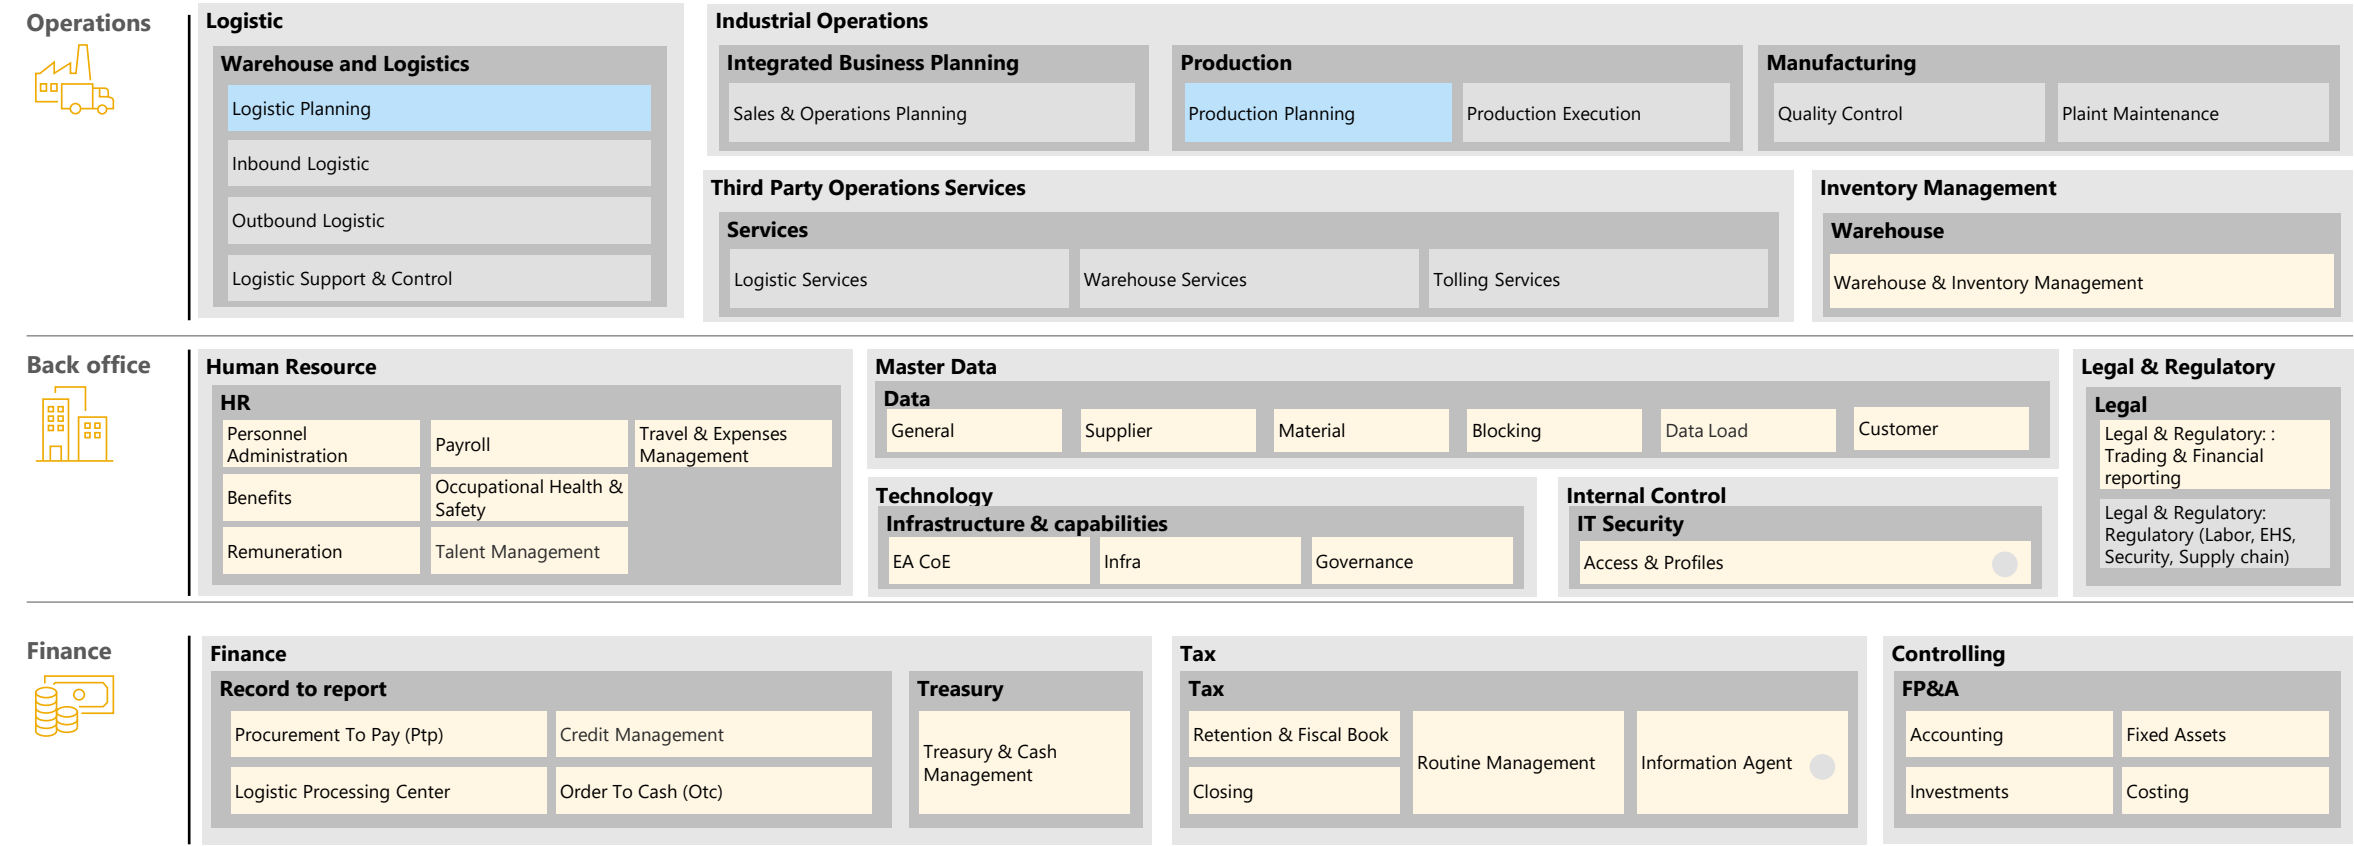 Operations
Logistic
Warehouse and Logistics
Logistic Planning
Inbound Logistic
Outbound Logistic
Logistic Support & Control
Industrial Operations
Integrated Business Planning
Sales & Operations Planning
Production
Production Planning
Production Execution
Manufacturing
Quality Control
Plaint Maintenance
Third Party Operations Services
Services
Logistic Services
Warehouse Services
Tolling Services
Inventory Management
Warehouse
Warehouse & Inventory Management
Back office
Human Resource
HR
Personnel
Administration
Payroll
Travel & Expenses
Management
Benefits
Occupational Health &
Safety
Remuneration
Talent Management
Master Data
Data
General
Supplier
Material
Blocking
Data Load
Customer
Technology
Infrastructure & capabilities
EA CoE
Infra
Governance
Internal Control
IT Security
Access & Profiles
Legal & Regulatory
Legal
Legal & Regulatory: :
Trading & Financial
reporting
Legal & Regulatory:
Regulatory (Labor, EHS,
Security, Supply chain)
Finance
Finance
Record to report
Procurement To Pay (Ptp)
Credit Management
Logistic Processing Center
Order To Cash (Otc)
Treasury
Treasury & Cash
Management
Tax
Tax
Retention & Fiscal Book
Closing
Routine Management
Information Agent
Controlling
FP&A
Accounting
Fixed Assets
Investments
Costing